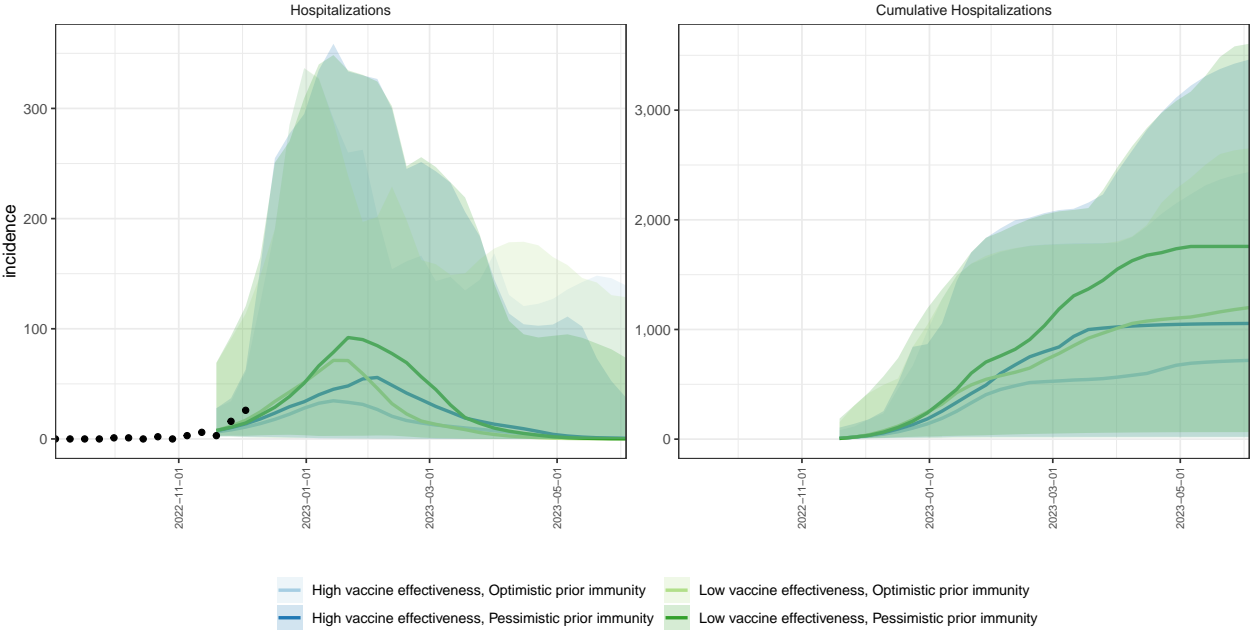 Hospitalizations
Cumulative Hospitalizations
incidence
300
200
100
0
3,000
2,000
1,000
0
2022−11−01
2023−01−01
2023−03−01
2023−05−01
2022−11−01
2023−01−01
2023−03−01
2023−05−01
High vaccine effectiveness, Optimistic prior immunity
Low vaccine effectiveness, Optimistic prior immunity
High vaccine effectiveness, Pessimistic prior immunity
Low vaccine effectiveness, Pessimistic prior immunity